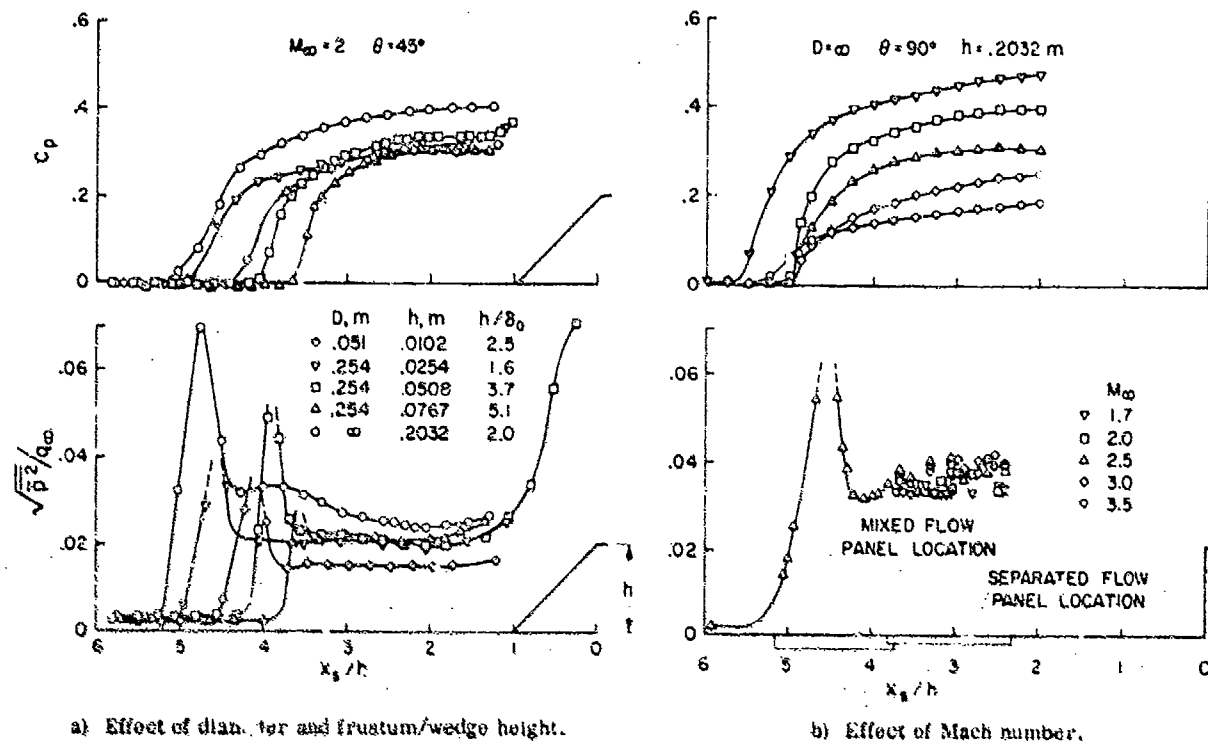 .6
M∞ = 2 θ = 45°
.4
Cp
.2
0
D, m h, m h/δ0
.051 .0102 2.5
.254 .0254 1.6
.254 .0508 3.7
.254 .0767 5.1
∞ .2032 2.0
.06
.04
√p̄²/q∞
.02
0
h
6 5 4 3 2 1 0
Xs/h
a) Effect of diam. ter and frustum/wedge height.
.6
D=∞ θ = 90° h = .2032 m
.4
.2
0
.06
M∞
1.7
2.0
2.5
3.0
3.5
.04
MIXED FLOW
PANEL LOCATION
.02
SEPARATED FLOW
PANEL LOCATION
0
6 5 4 3 2 1 0
Xs/h
b) Effect of Mach number.